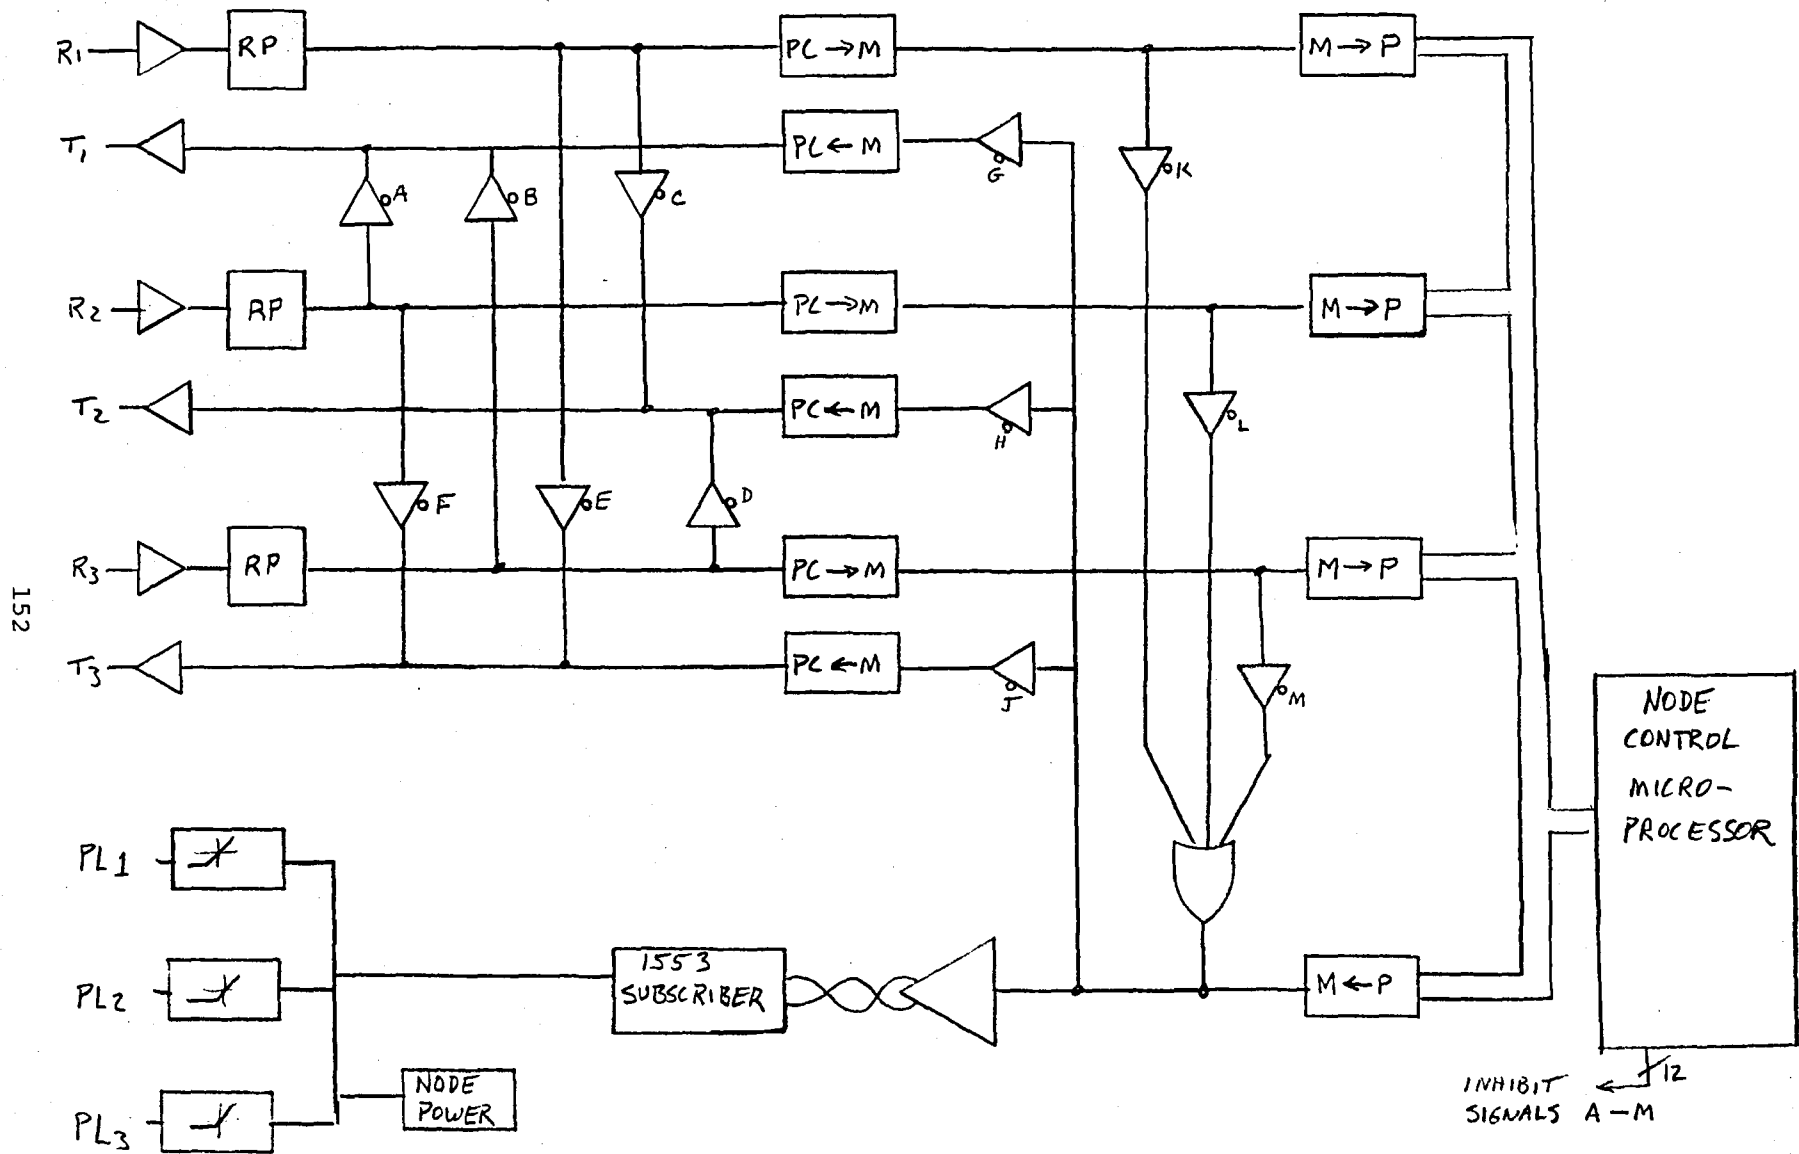 R1
RP
PC→M
M→P
T1
PC←M
G
K
A
B
C
R2
RP
PC→M
M→P
T2
PC←M
H
L
F
E
D
R3
RP
PC→M
M→P
T3
PC←M
J
M
152
NODE
CONTROL
MICRO-
PROCESSOR
PL1
PL2
PL3
1553
SUBSCRIBER
M←P
NODE
POWER
12
INHIBIT
SIGNALS A-M